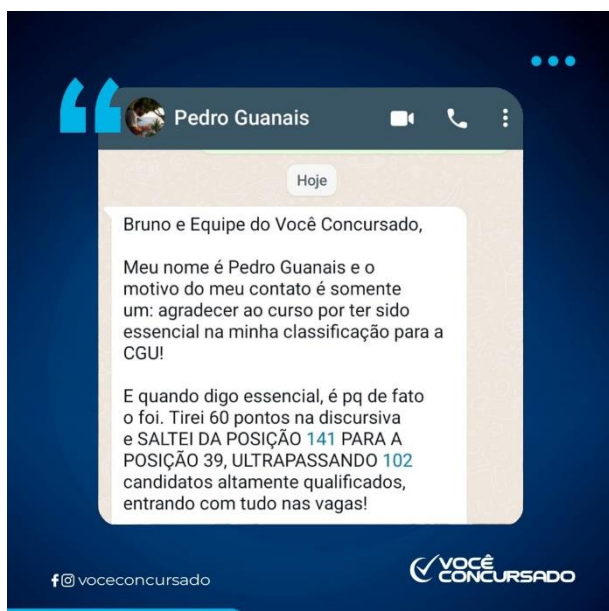 Pedro Guanais
Hoje
Bruno e Equipe do Você Concursado,
Meu nome é Pedro Guanais e o
motivo do meu contato é somente
um: agradecer ao curso por ter sido
essencial na minha classificação para a
CGU!
E quando digo essencial, é pq de fato
o foi. Tirei 60 pontos na discursiva
e SALTEI DA POSIÇÃO 141 PARA A
POSIÇÃO 39, ULTRAPASSANDO 102
candidatos altamente qualificados,
entrando com tudo nas vagas!
voceconcursado
VOCÊ
CONCURSADO